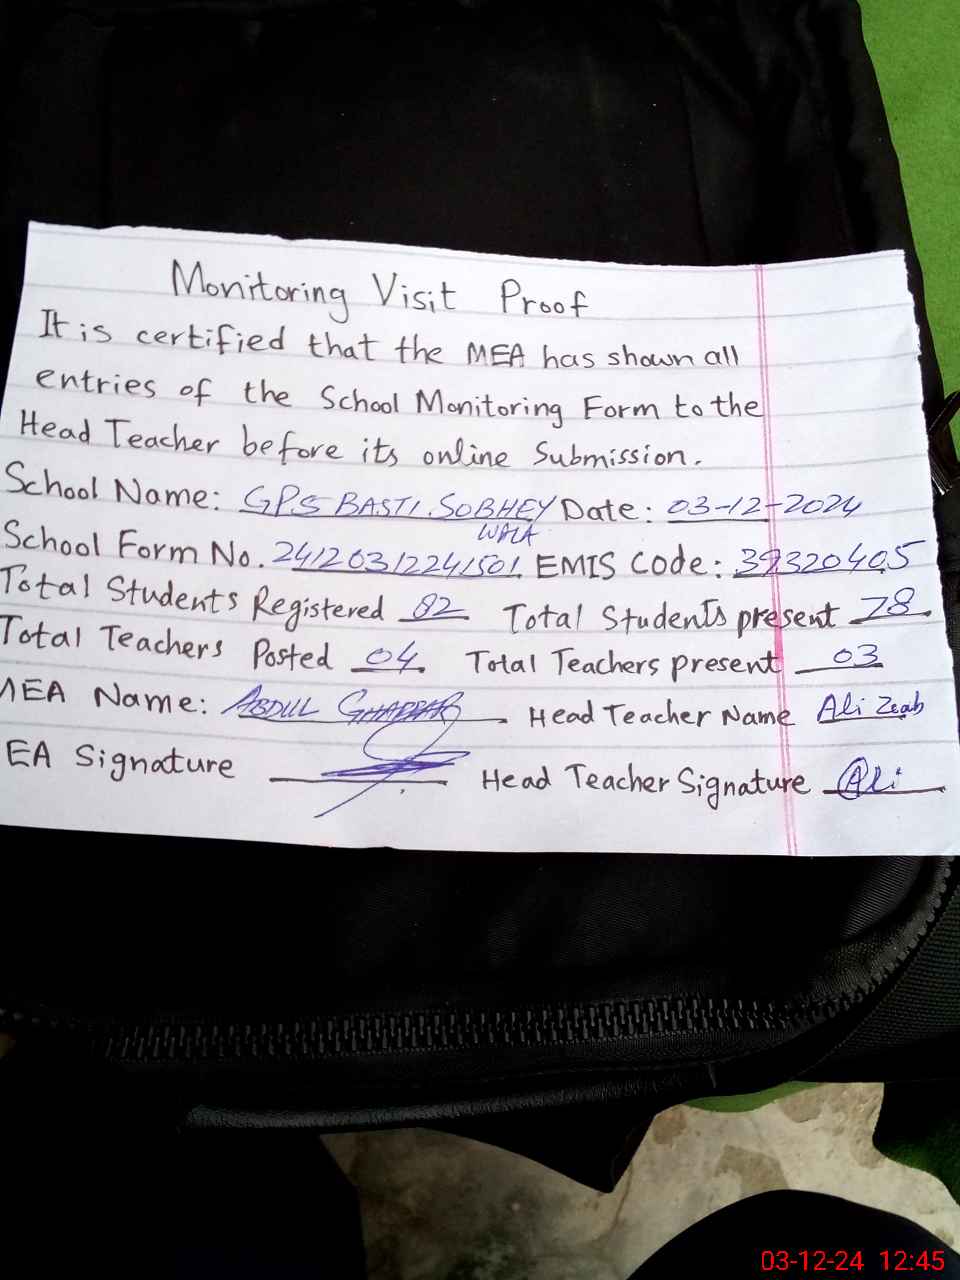 Monitoring Visit Proof
It is certified that the MEA has shown all
entries of the School Monitoring Form to the
Head Teacher before its online Submission.
School Name: GPS BASTI SOBHEY WALA Date: 03-12-2024
School Form No. 24120312241501 EMIS Code: 39320405
Total Students Registered 82 Total Students present 78
Total Teachers Posted 04 Total Teachers present 03
MEA Name: ABDUL GHAFFAR Head Teacher Name Ali Zeab
EA Signature Head Teacher Signature Ali
03-12-24 12:45